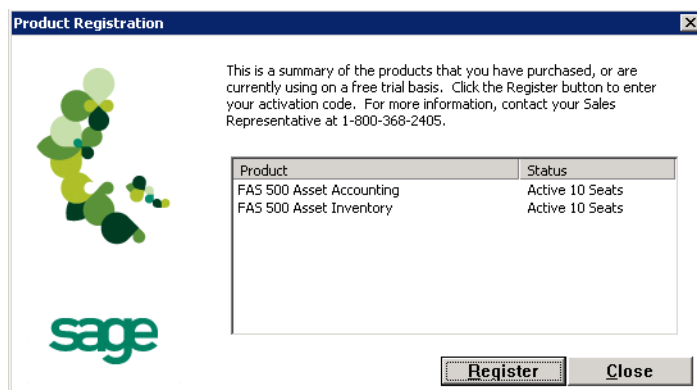 Product Registration
This is a summary of the products that you have purchased, or are
currently using on a free trial basis. Click the Register button to enter
your activation code. For more information, contact your Sales
Representative at 1-800-368-2405.
Product Status
FAS 500 Asset Accounting Active 10 Seats
FAS 500 Asset Inventory Active 10 Seats
sage
Register Close